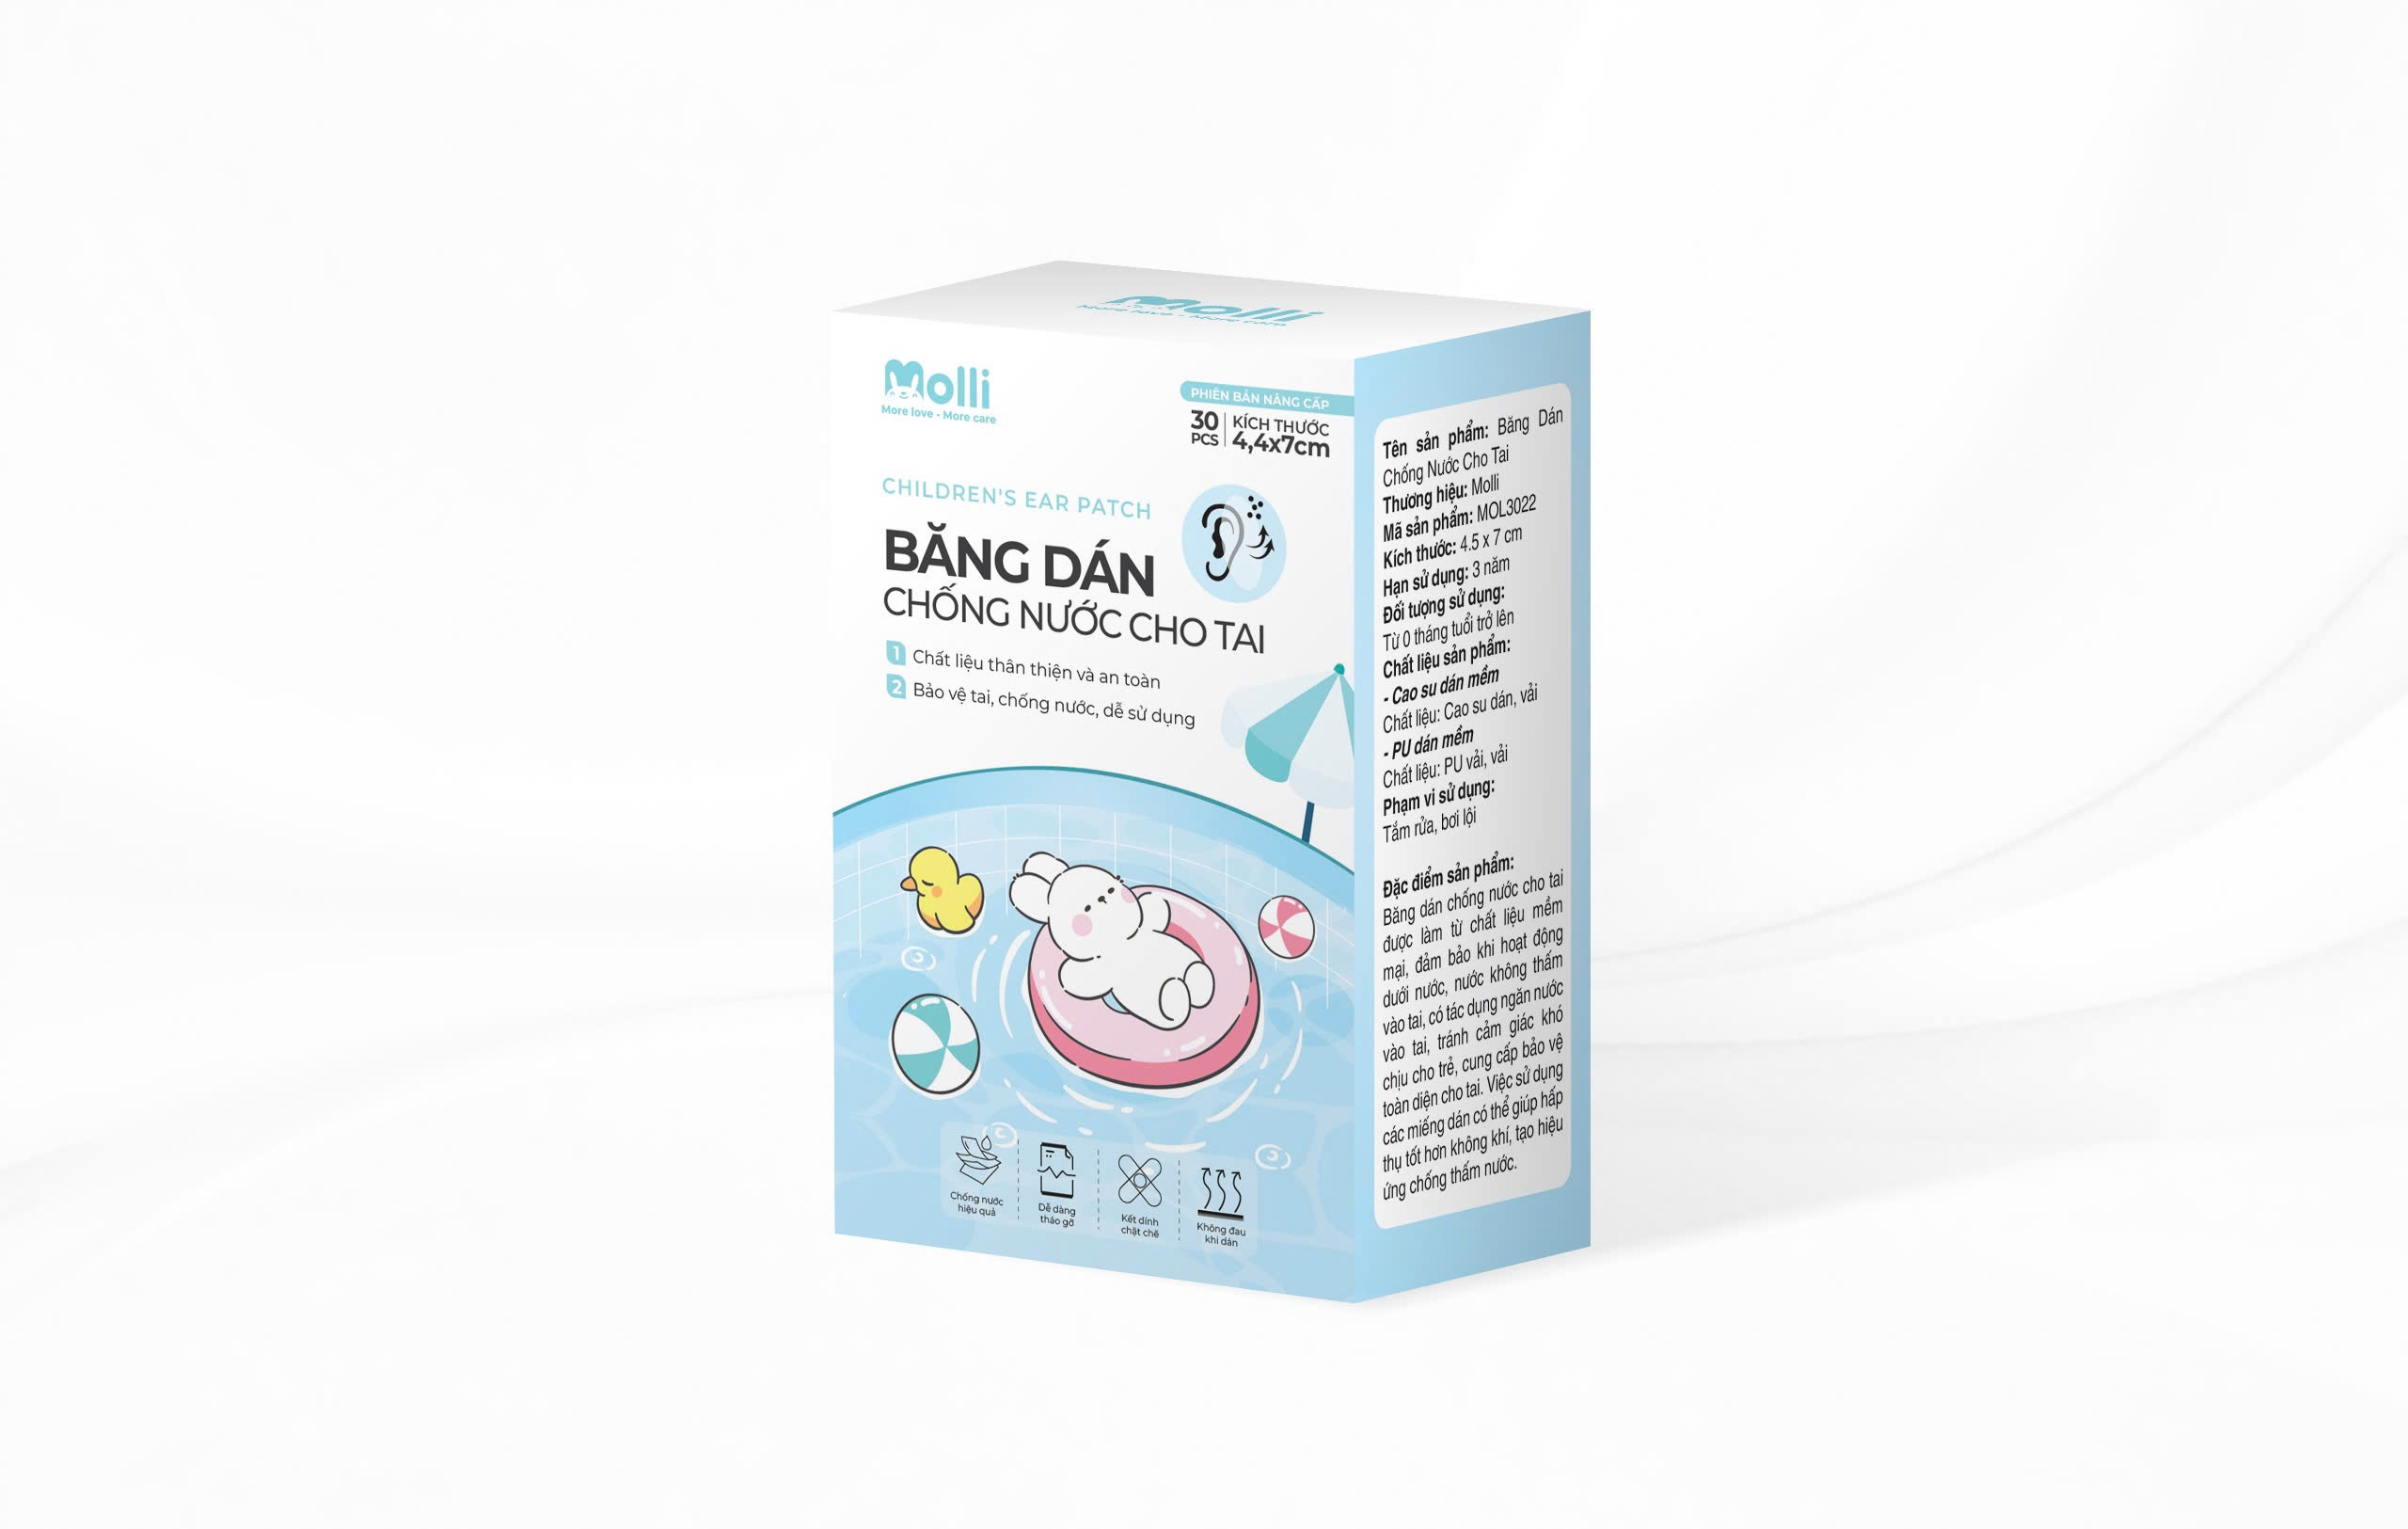 Molli
More love - More care
Molli
More love - More care
PHIÊN BẢN NÂNG CẤP
30 PCS
KÍCH THƯỚC
4,4x7cm
CHILDREN'S EAR PATCH
BĂNG DÁN
CHỐNG NƯỚC CHO TAI
1 Chất liệu thân thiện và an toàn
2 Bảo vệ tai, chống nước, dễ sử dụng
Chống nước
hiệu quả
Dễ dàng
tháo gỡ
Kết dính
chặt chẽ
Không đau
khi dán
Tên sản phẩm: Băng Dán
Chống Nước Cho Tai
Thương hiệu: Molli
Mã sản phẩm: MOL3022
Kích thước: 4.5 x 7 cm
Hạn sử dụng: 3 năm
Đối tượng sử dụng:
Từ 0 tháng tuổi trở lên
Chất liệu sản phẩm:
- Cao su dán mềm
Chất liệu: Cao su dán, vải
- PU dán mềm
Chất liệu: PU vải, vải
Phạm vi sử dụng:
Tắm rửa, bơi lội
Đặc điểm sản phẩm:
Băng dán chống nước cho tai
được làm từ chất liệu mềm
mại, đảm bảo khi hoạt động
dưới nước, nước không thấm
vào tai, có tác dụng ngăn nước
vào tai, tránh cảm giác khó
chịu cho trẻ, cung cấp bảo vệ
toàn diện cho tai. Việc sử dụng
các miếng dán có thể giúp hấp
thụ tốt hơn không khí, tạo hiệu
ứng chống thấm nước.